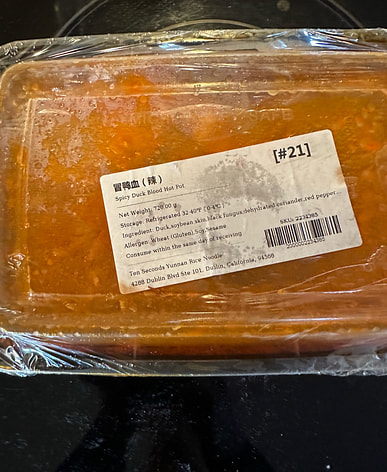 [#21]
冒鸭血（辣）
Spicy Duck Blood Hot Pot
Net Weight: 720.00 g
Storage: Refrigerated 32-40°F (0-4°C)
Ingredient: Duck,soybean skin,black fungus,dehydrated coriander,red pepper
Allergen: Wheat (Gluten) Soy Sesame
Consume within the same day of receiving
SKU: 2234385
Ten Seconds Yunnan Rice Noodle
4288 Dublin Blvd Ste 101, Dublin, California, 94568